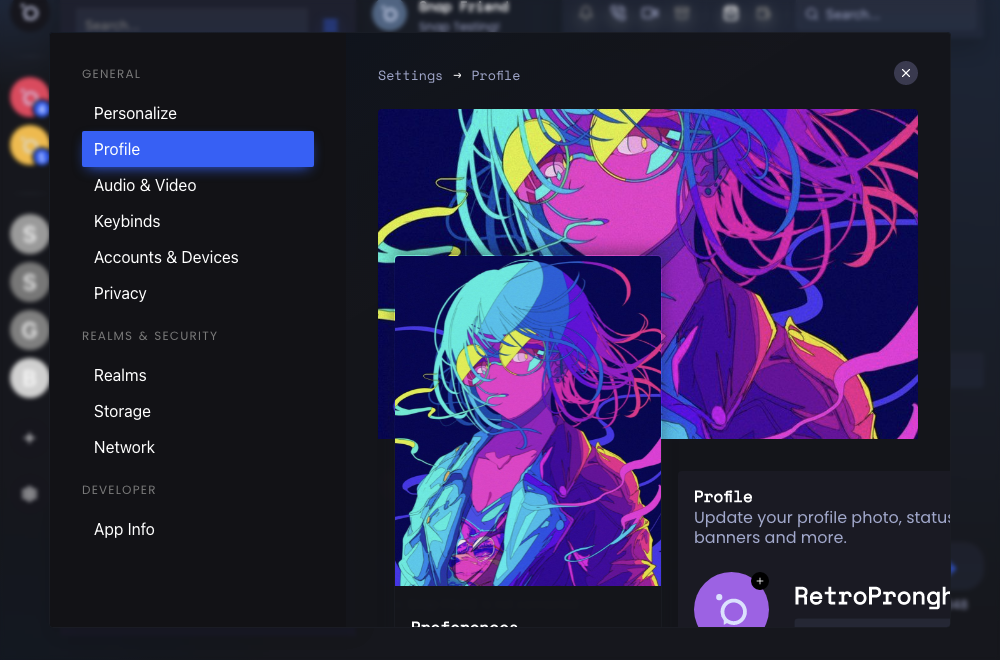 Search...
Snap Friend
Snap testing!
Search...
GENERAL
Personalize
Profile
Audio & Video
Keybinds
Accounts & Devices
Privacy
REALMS & SECURITY
Realms
Storage
Network
DEVELOPER
App Info
S
S
G
Settings → Profile
Profile
Update your profile photo, status
banners and more.
RetroProngh
Preferences